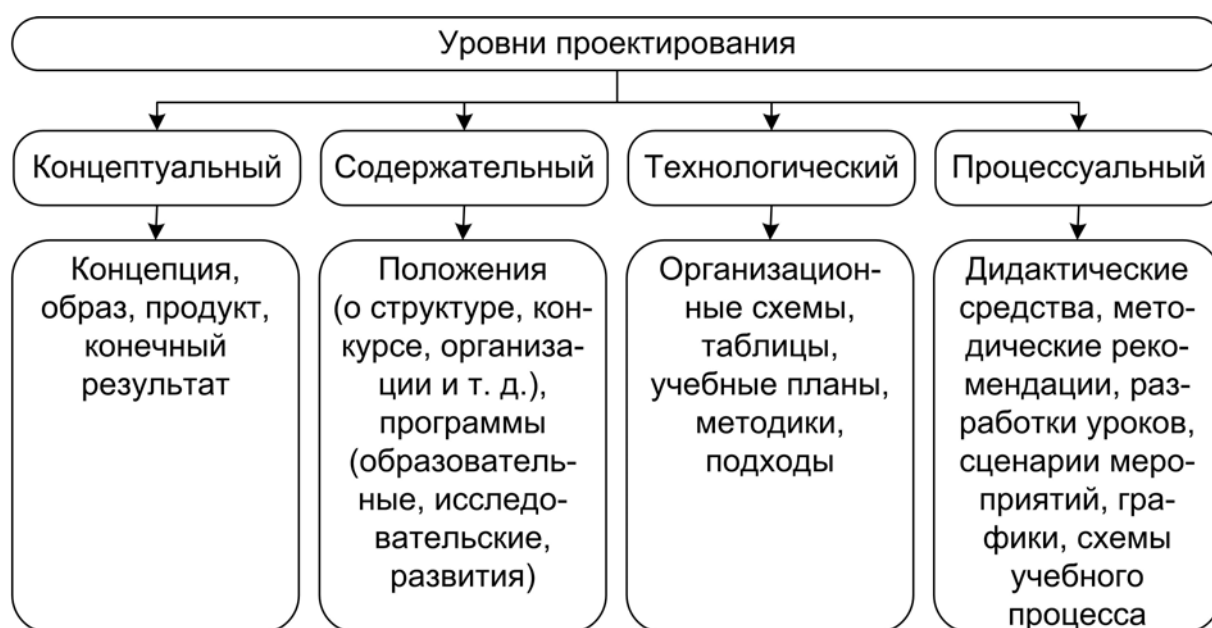 Уровни проектирования
Концептуальный
Содержательный
Технологический
Процессуальный
Концепция,
образ, продукт,
конечный
результат
Положения
(о структуре, кон-
курсе, организа-
ции и т. д.),
программы
(образователь-
ные, исследо-
вательские,
развития)
Организацион-
ные схемы,
таблицы,
учебные планы,
методики,
подходы
Дидактические
средства, мето-
дические реко-
мендации, раз-
работки уроков,
сценарии меро-
приятий, гра-
фики, схемы
учебного
процесса